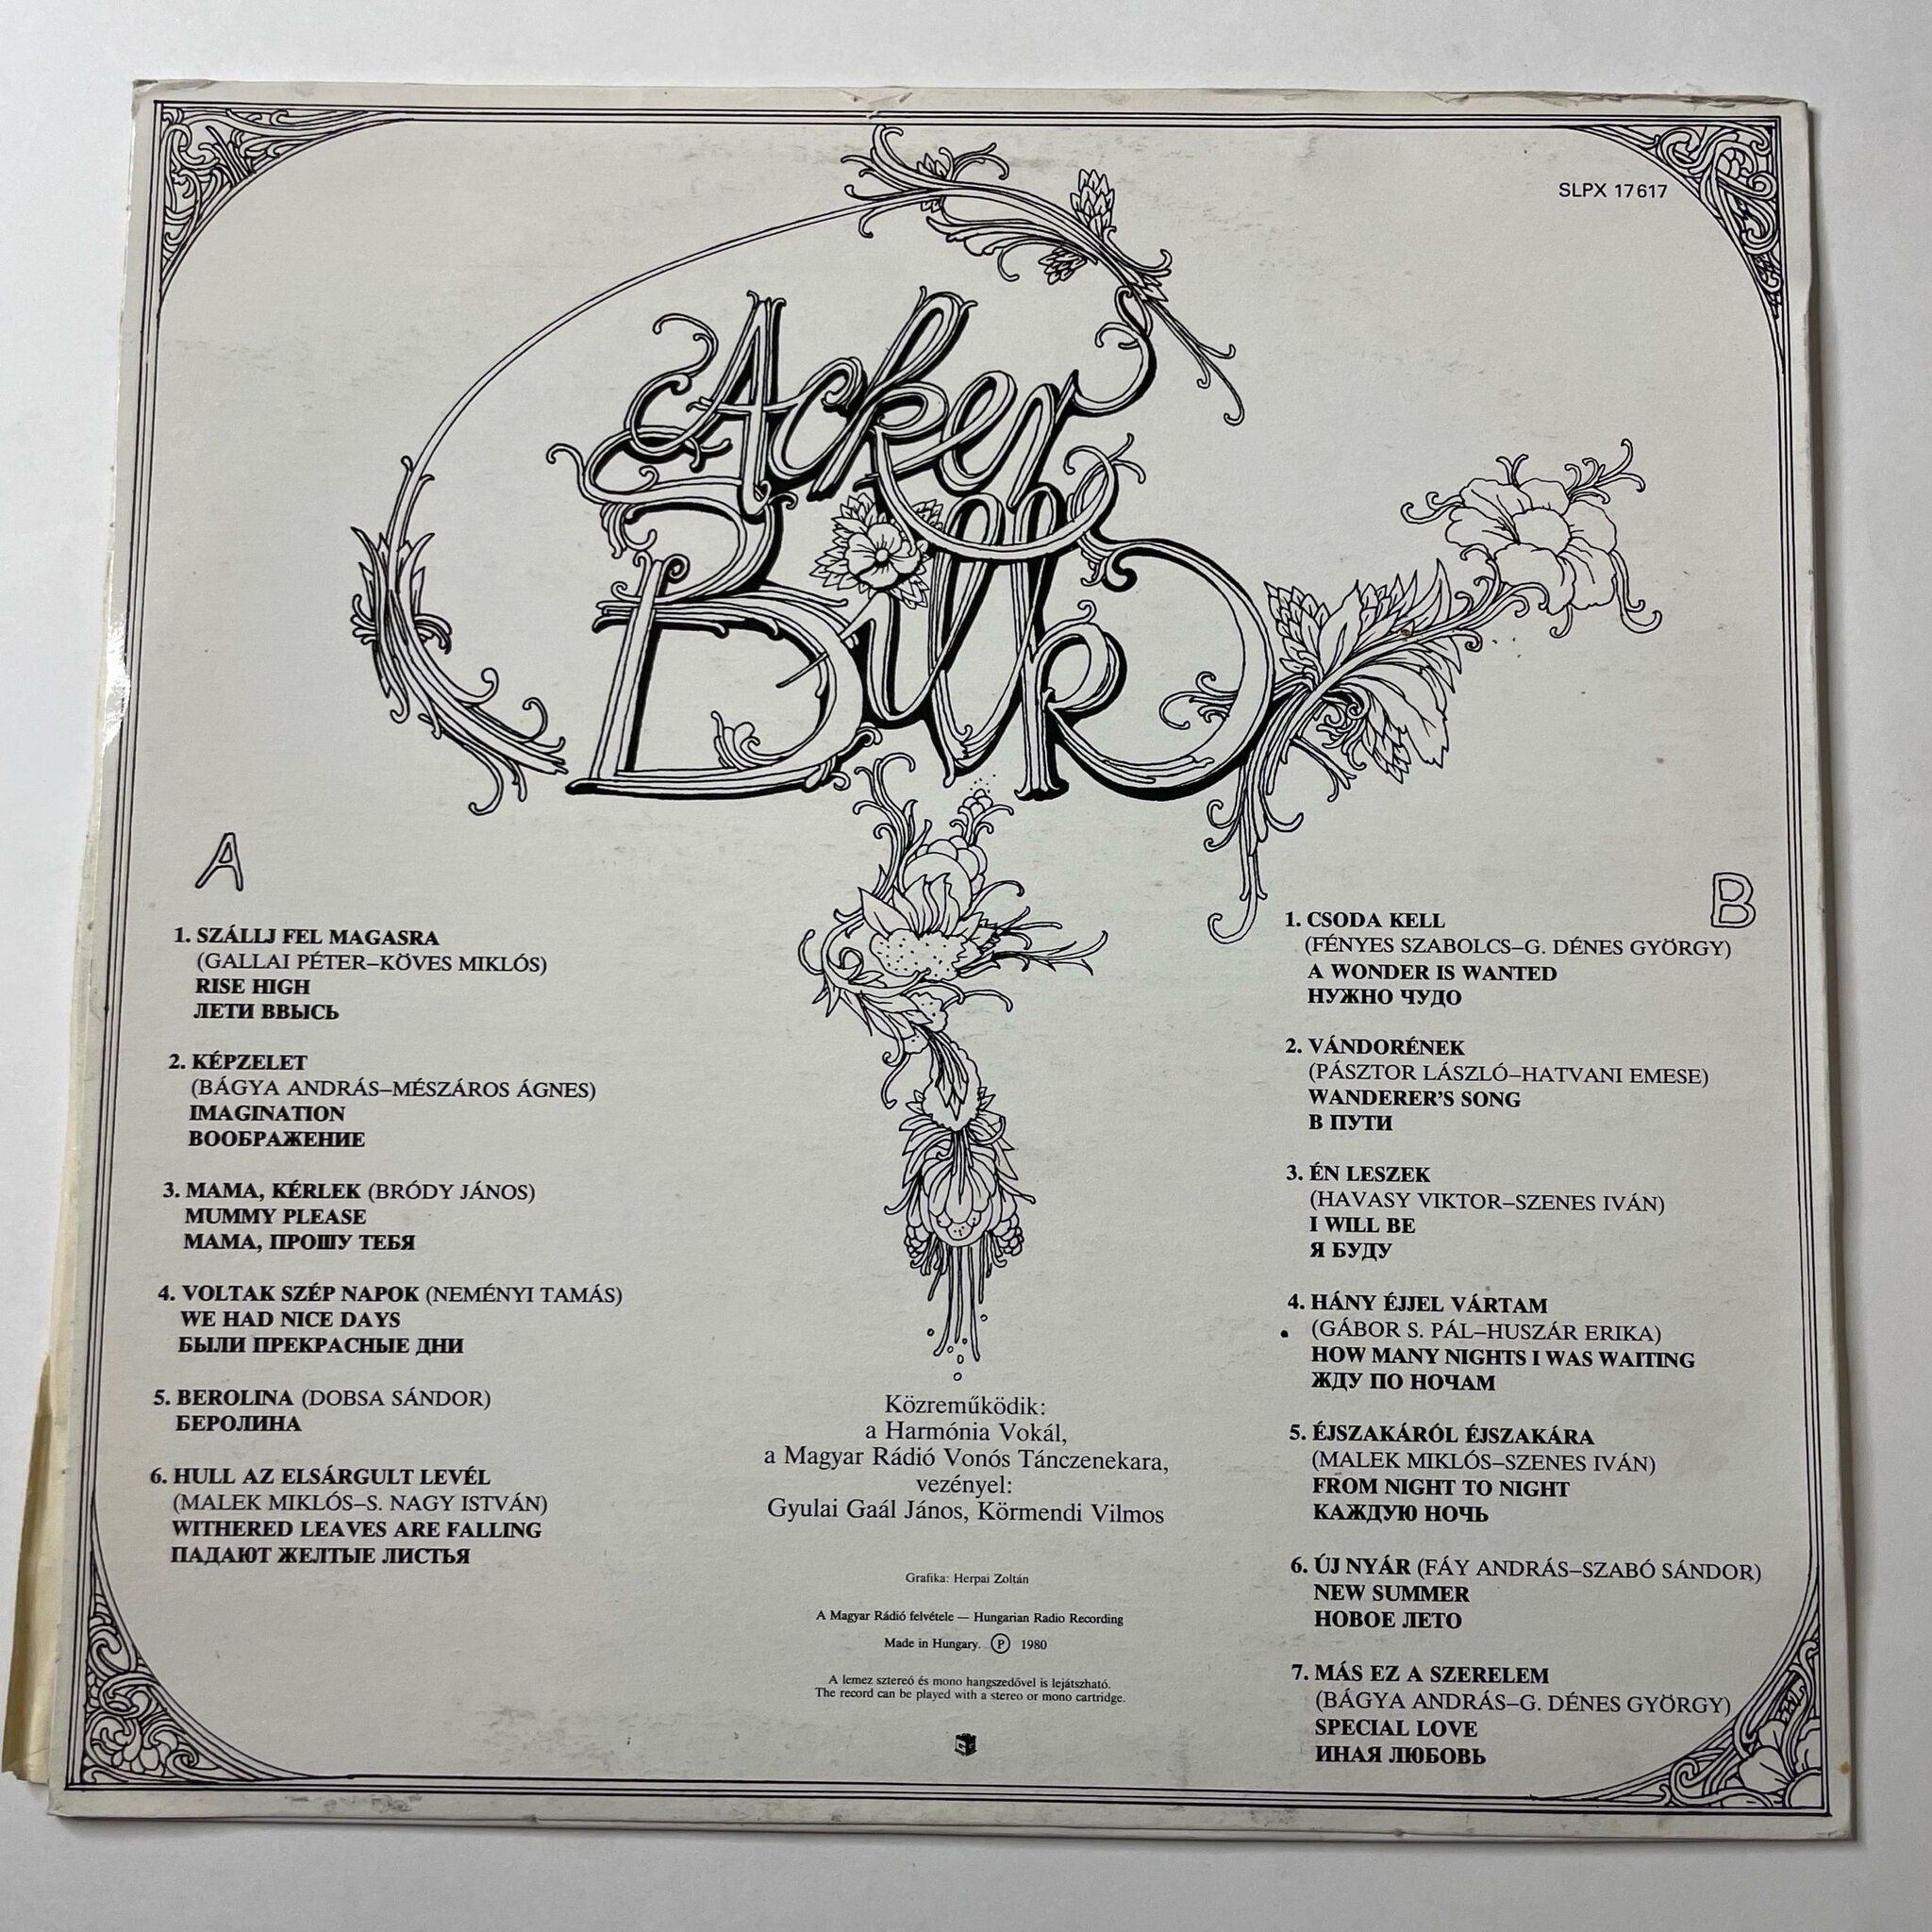 SLPX 17617
Acker
Bilk
A
1. SZÁLLJ FEL MAGASRA
(GALLAI PÉTER–KÖVES MIKLÓS)
RISE HIGH
ЛЕТИ ВВЫСЬ
2. KÉPZELET
(BÁGYA ANDRÁS–MÉSZÁROS ÁGNES)
IMAGINATION
ВООБРАЖЕНИЕ
3. MAMA, KÉRLEK (BRÓDY JÁNOS)
MUMMY PLEASE
МАМА, ПРОШУ ТЕБЯ
4. VOLTAK SZÉP NAPOK (NEMÉNYI TAMÁS)
WE HAD NICE DAYS
БЫЛИ ПРЕКРАСНЫЕ ДНИ
5. BEROLINA (DOBSA SÁNDOR)
БЕРОЛИНА
6. HULL AZ ELSÁRGULT LEVÉL
(MALEK MIKLÓS–S. NAGY ISTVÁN)
WITHERED LEAVES ARE FALLING
ПАДАЮТ ЖЕЛТЫЕ ЛИСТЬЯ
Közreműködik:
a Harmónia Vokál,
a Magyar Rádió Vonós Tánczenekara,
vezényel:
Gyulai Gaál János, Körmendi Vilmos
Grafika: Herpai Zoltán
A Magyar Rádió felvétele — Hungarian Radio Recording
Made in Hungary. Ⓟ 1980
A lemez sztereó és mono hangszedővel is lejátszható.
The record can be played with a stereo or mono cartridge.
B
1. CSODA KELL
(FÉNYES SZABOLCS–G. DÉNES GYÖRGY)
A WONDER IS WANTED
НУЖНО ЧУДО
2. VÁNDORÉNEK
(PÁSZTOR LÁSZLÓ–HATVANI EMESE)
WANDERER'S SONG
В ПУТИ
3. ÉN LESZEK
(HAVASY VIKTOR–SZENES IVÁN)
I WILL BE
Я БУДУ
4. HÁNY ÉJJEL VÁRTAM
(GÁBOR S. PÁL–HUSZÁR ERIKA)
HOW MANY NIGHTS I WAS WAITING
ЖДУ ПО НОЧАМ
5. ÉJSZAKÁRÓL ÉJSZAKÁRA
(MALEK MIKLÓS–SZENES IVÁN)
FROM NIGHT TO NIGHT
КАЖДУЮ НОЧЬ
6. ÚJ NYÁR (FÁY ANDRÁS–SZABÓ SÁNDOR)
NEW SUMMER
НОВОЕ ЛЕТО
7. MÁS EZ A SZERELEM
(BÁGYA ANDRÁS–G. DÉNES GYÖRGY)
SPECIAL LOVE
ИНАЯ ЛЮБОВЬ